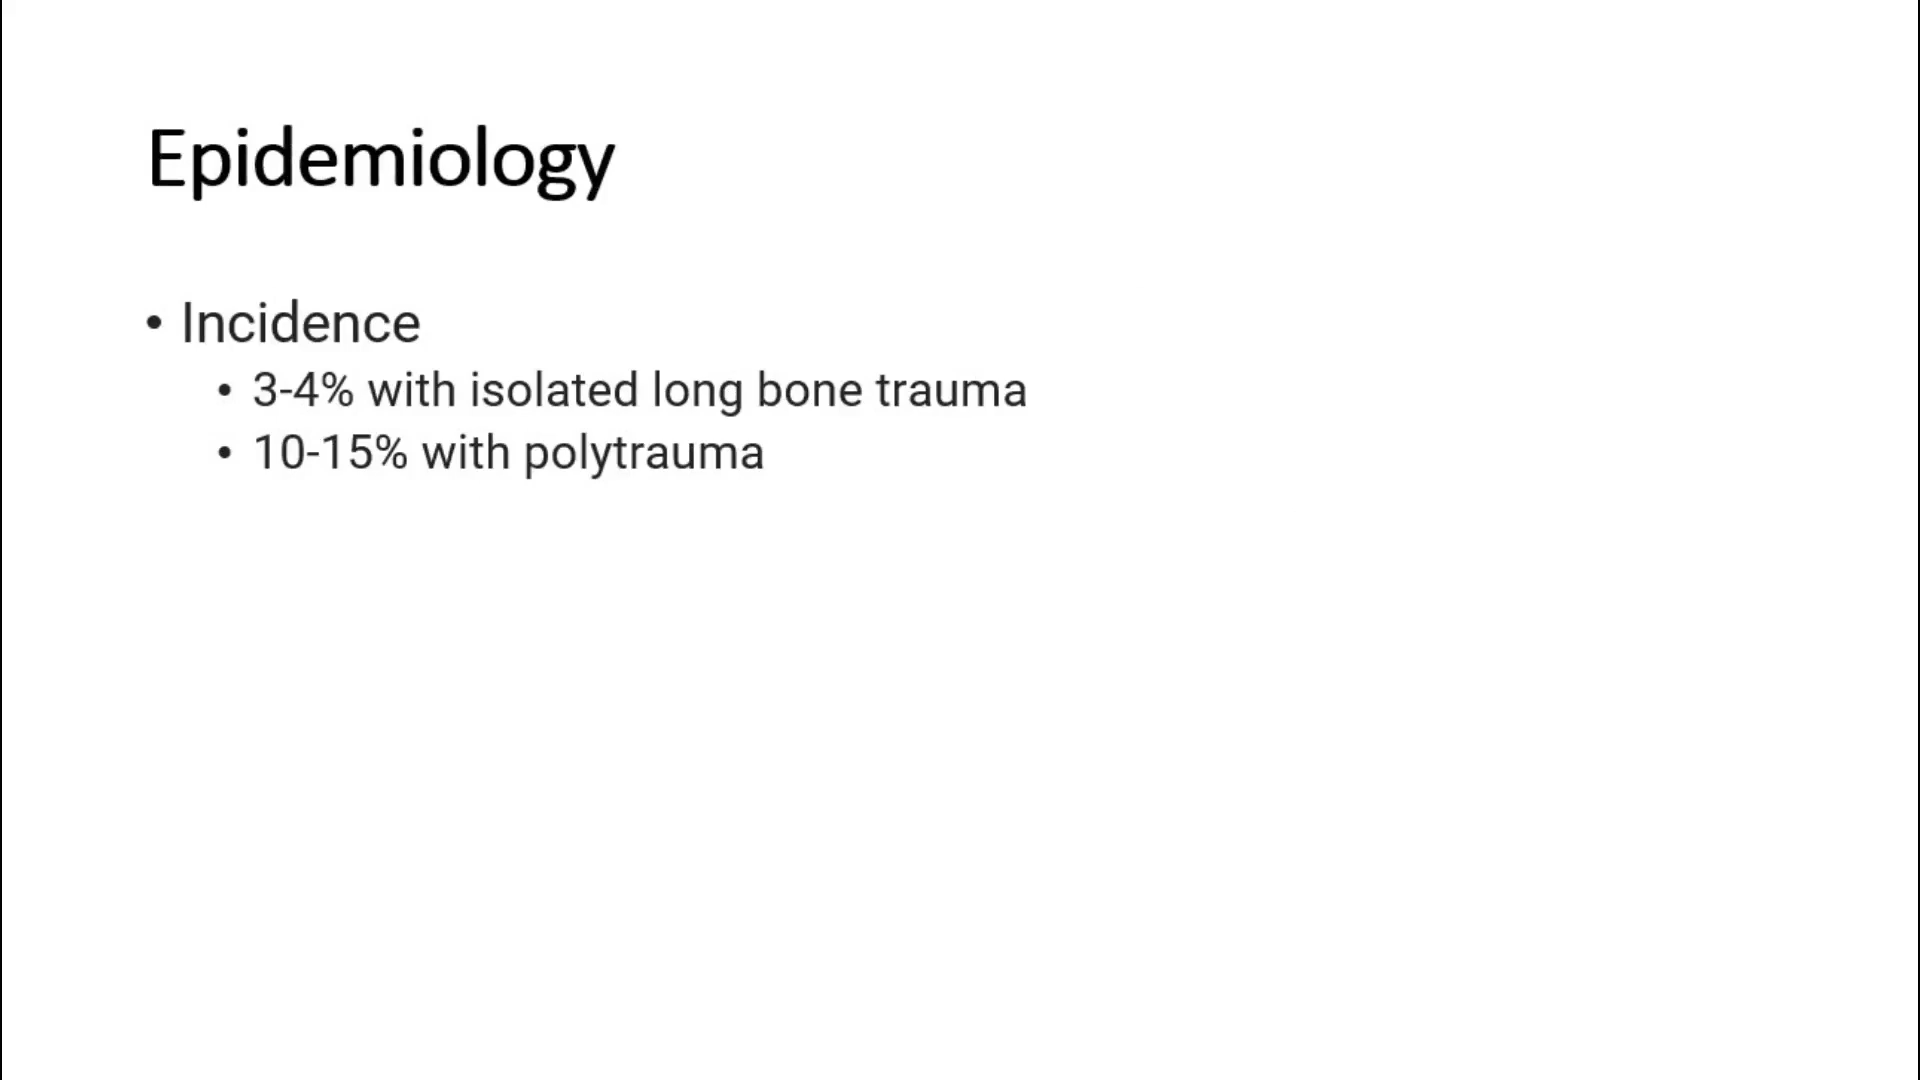 Epidemiology
• Incidence
• 3-4% with isolated long bone trauma
• 10-15% with polytrauma